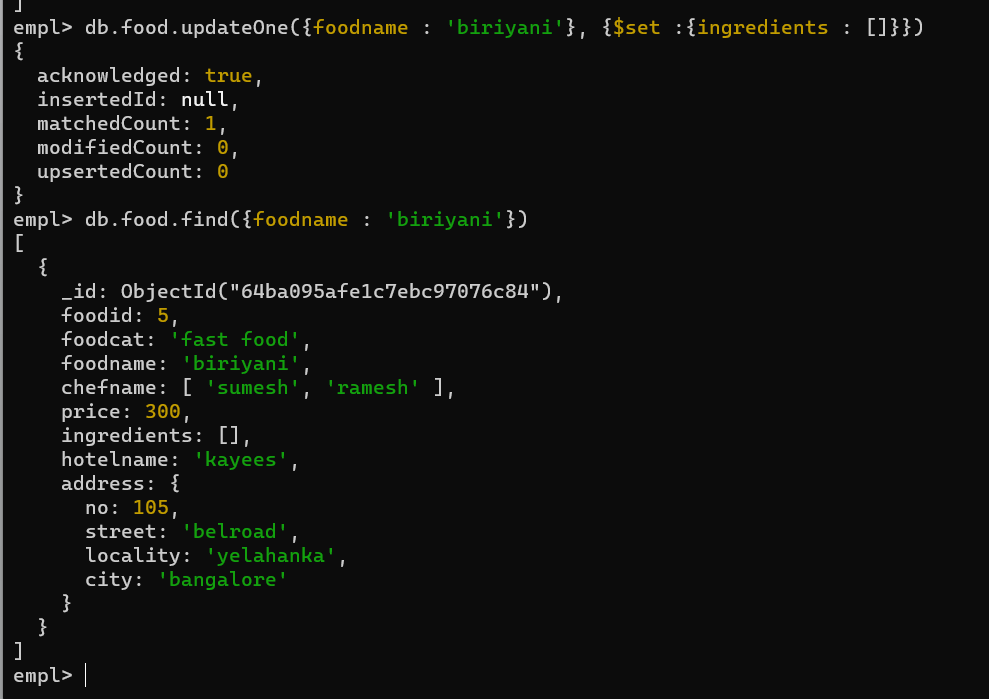 ]
empl> db.food.updateOne({foodname : 'biriyani'}, {$set :{ingredients : []}})
{
  acknowledged: true,
  insertedId: null,
  matchedCount: 1,
  modifiedCount: 0,
  upsertedCount: 0
}
empl> db.food.find({foodname : 'biriyani'})
[
  {
    _id: ObjectId("64ba095afe1c7ebc97076c84"),
    foodid: 5,
    foodcat: 'fast food',
    foodname: 'biriyani',
    chefname: [ 'sumesh', 'ramesh' ],
    price: 300,
    ingredients: [],
    hotelname: 'kayees',
    address: {
      no: 105,
      street: 'belroad',
      locality: 'yelahanka',
      city: 'bangalore'
    }
  }
]
empl>